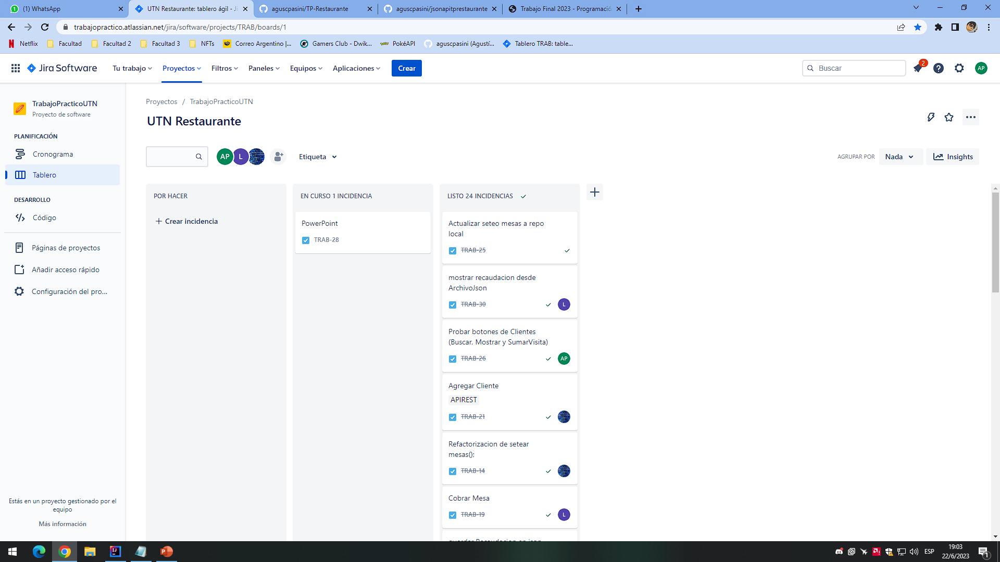 (1) WhatsApp
UTN Restaurante: tablero ágil - Ji
aguscpasini/TP-Restaurante
aguscpasini/jsonapitprestaurante
Trabajo Final 2023 - Programació
trabajopractico.atlassian.net/jira/software/projects/TRAB/boards/1
Netflix
Facultad
Facultad 2
Facultad 3
NFTs
Correo Argentino |...
Gamers Club - Dwik...
PokéAPI
aguscpasini (Agustí...
Tablero TRAB: table...
Jira Software
Tu trabajo
Proyectos
Filtros
Paneles
Equipos
Aplicaciones
Crear
Buscar
2
AP
TrabajoPracticoUTN
Proyecto de software
PLANIFICACIÓN
Cronograma
Tablero
DESARROLLO
Código
Páginas de proyectos
Añadir acceso rápido
Configuración del pro...
Estás en un proyecto gestionado por el
equipo
Más información
Proyectos / TrabajoPracticoUTN
UTN Restaurante
AP
L
Etiqueta
AGRUPAR POR
Nada
Insights
POR HACER
+ Crear incidencia
EN CURSO 1 INCIDENCIA
PowerPoint
TRAB-28
LISTO 24 INCIDENCIAS
Actualizar seteo mesas a repo
local
TRAB-25
mostrar recaudacion desde
ArchivoJson
TRAB-30
L
Probar botones de Clientes
(Buscar, Mostrar y SumarVisita)
TRAB-26
AP
Agregar Cliente
APIREST
TRAB-21
Refactorizacion de setear
mesas();
TRAB-14
Cobrar Mesa
TRAB-19
L
guardar Recaudacion en json
ESP
19:03
22/6/2023
1